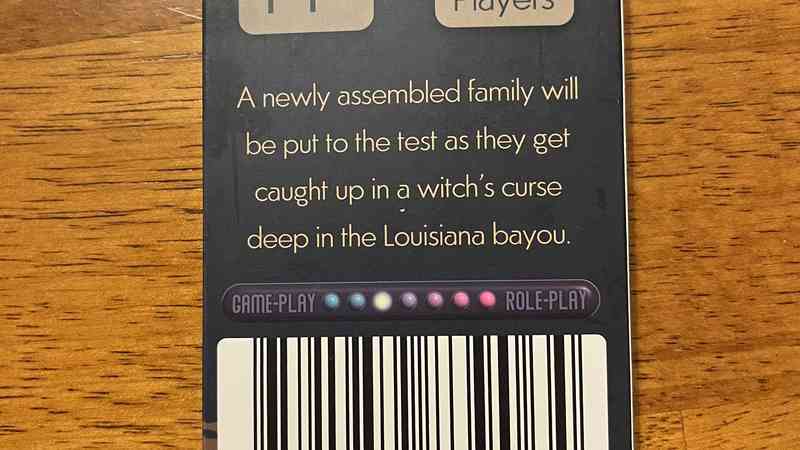 Players
A newly assembled family will
be put to the test as they get
caught up in a witch's curse
deep in the Louisiana bayou.
GAME-PLAY ROLE-PLAY